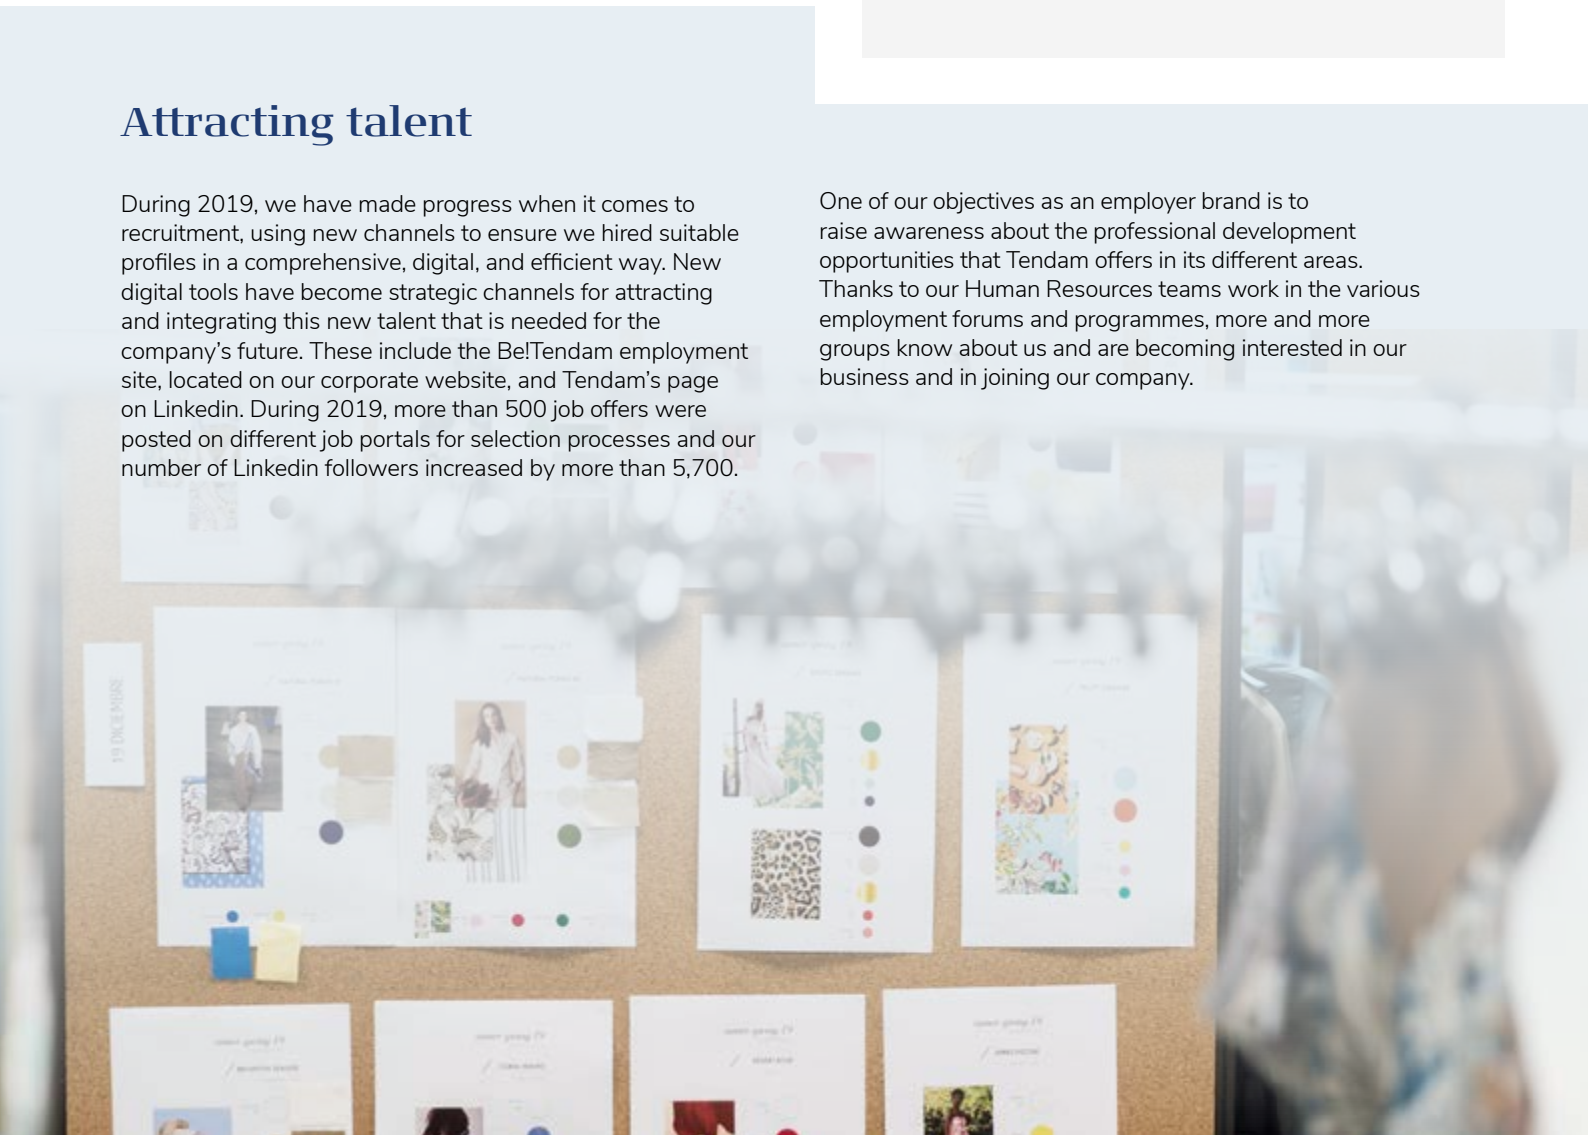 Attracting talent
During 2019, we have made progress when it comes to
recruitment, using new channels to ensure we hired suitable
profiles in a comprehensive, digital, and efficient way. New
digital tools have become strategic channels for attracting
and integrating this new talent that is needed for the
company's future. These include the Be!Tendam employment
site, located on our corporate website, and Tendam's page
on Linkedin. During 2019, more than 500 job offers were
posted on different job portals for selection processes and our
number of Linkedin followers increased by more than 5,700.
One of our objectives as an employer brand is to
raise awareness about the professional development
opportunities that Tendam offers in its different areas.
Thanks to our Human Resources teams work in the various
employment forums and programmes, more and more
groups know about us and are becoming interested in our
business and in joining our company.
19 DICIEMBRE